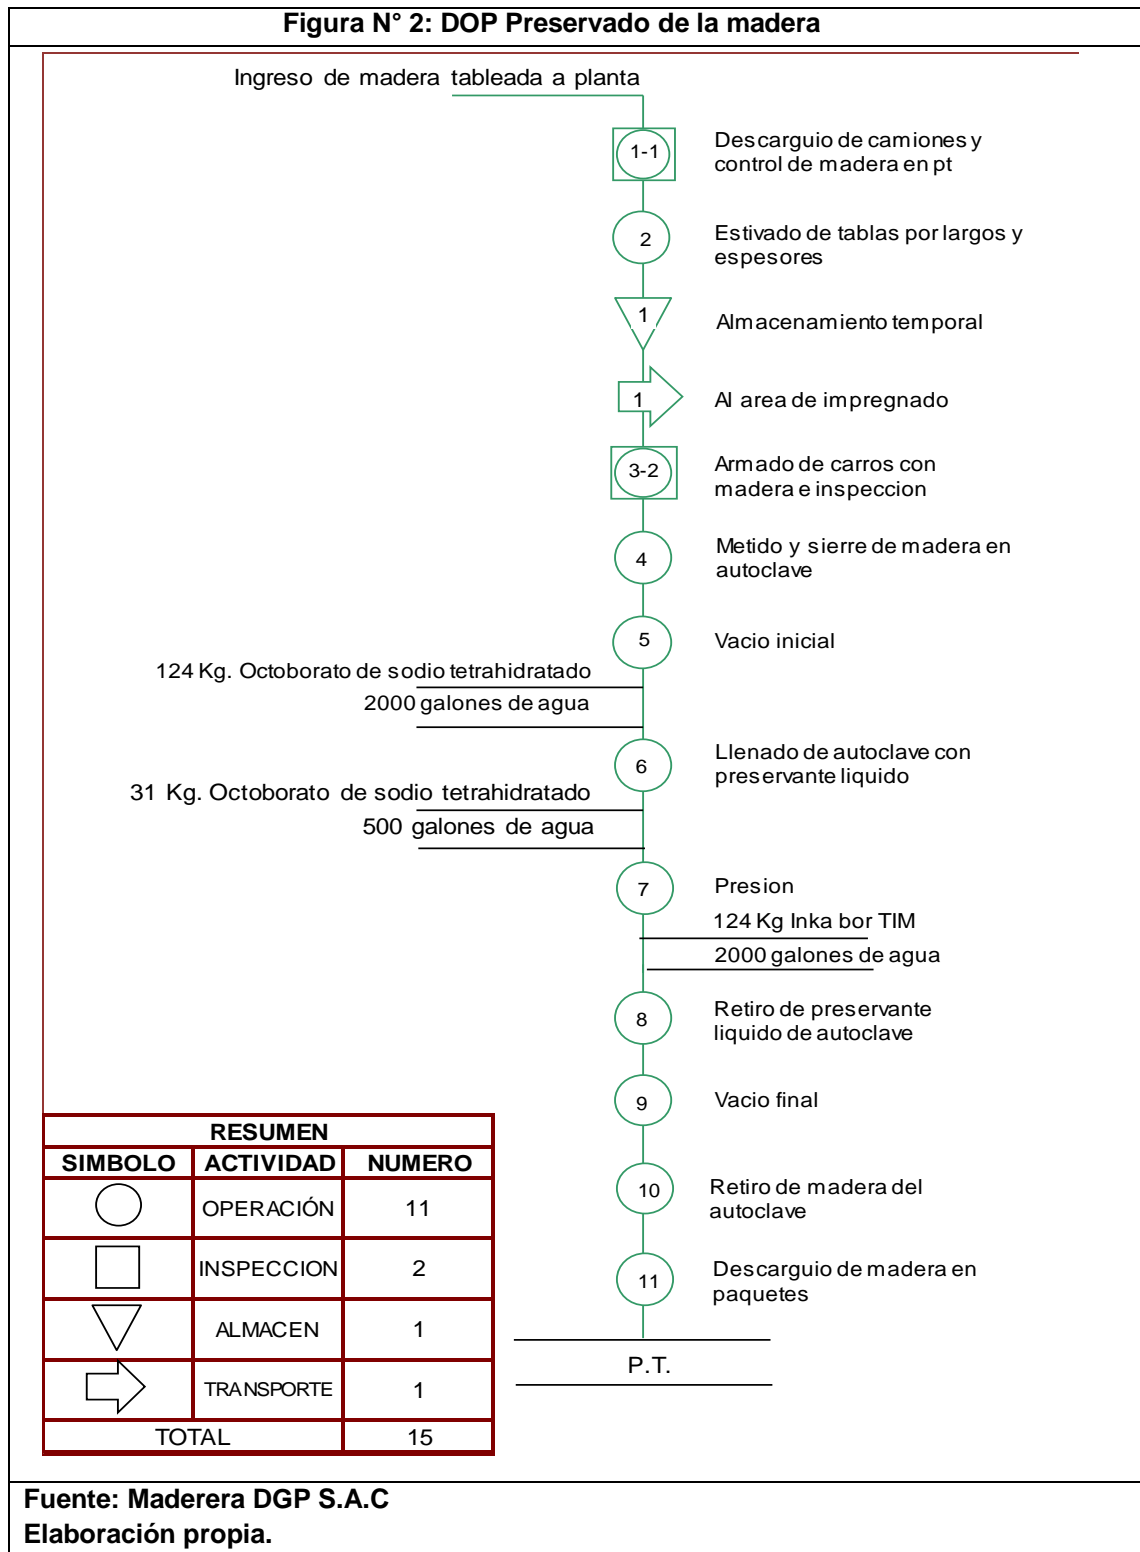 Figura N° 2: DOP Preservado de la madera
Ingreso de madera tableada a planta
1-1
Descarguio de camiones y
control de madera en pt
2
Estivado de tablas por largos y
espesores
1
Almacenamiento temporal
1
Al area de impregnado
3-2
Armado de carros con
madera e inspeccion
4
Metido y sierre de madera en
autoclave
5
Vacio inicial
124 Kg. Octoborato de sodio tetrahidratado
2000 galones de agua
6
Llenado de autoclave con
preservante liquido
31 Kg. Octoborato de sodio tetrahidratado
500 galones de agua
7
Presion
124 Kg Inka bor TIM
2000 galones de agua
8
Retiro de preservante
liquido de autoclave
9
Vacio final
10
Retiro de madera del
autoclave
11
Descarguio de madera en
paquetes
P.T.
RESUMEN
SIMBOLO ACTIVIDAD NUMERO
OPERACIÓN 11
INSPECCION 2
ALMACEN 1
TRANSPORTE 1
TOTAL 15
Fuente: Maderera DGP S.A.C
Elaboración propia.